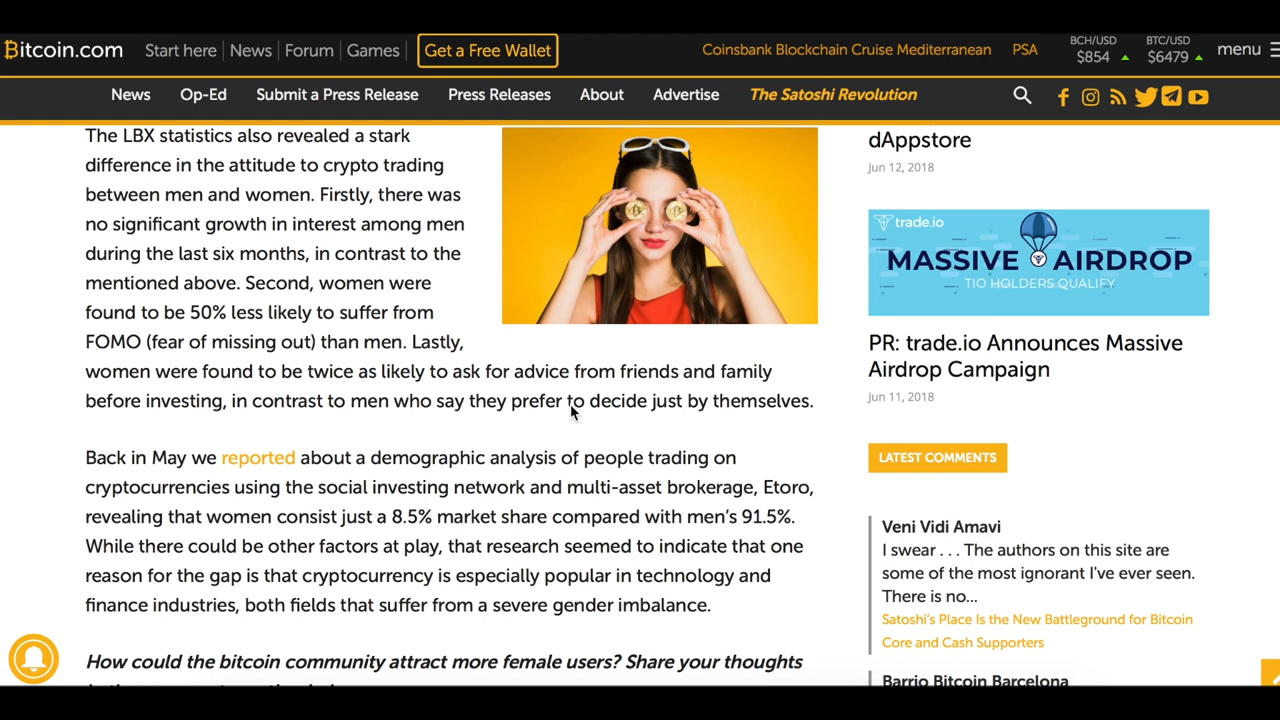 Bitcoin.com Start here News Forum Games Get a Free Wallet Coinsbank Blockchain Cruise Mediterranean PSA BCH/USD $854 BTC/USD $6479 menu
News Op-Ed Submit a Press Release Press Releases About Advertise The Satoshi Revolution
The LBX statistics also revealed a stark
difference in the attitude to crypto trading
between men and women. Firstly, there was
no significant growth in interest among men
during the last six months, in contrast to the
mentioned above. Second, women were
found to be 50% less likely to suffer from
FOMO (fear of missing out) than men. Lastly,
women were found to be twice as likely to ask for advice from friends and family
before investing, in contrast to men who say they prefer to decide just by themselves.
Back in May we reported about a demographic analysis of people trading on
cryptocurrencies using the social investing network and multi-asset brokerage, Etoro,
revealing that women consist just a 8.5% market share compared with men's 91.5%.
While there could be other factors at play, that research seemed to indicate that one
reason for the gap is that cryptocurrency is especially popular in technology and
finance industries, both fields that suffer from a severe gender imbalance.
How could the bitcoin community attract more female users? Share your thoughts
dAppstore
Jun 12, 2018
trade.io
MASSIVE AIRDROP
TIO HOLDERS QUALIFY
PR: trade.io Announces Massive
Airdrop Campaign
Jun 11, 2018
LATEST COMMENTS
Veni Vidi Amavi
I swear . . . The authors on this site are
some of the most ignorant I've ever seen.
There is no...
Satoshi's Place Is the New Battleground for Bitcoin
Core and Cash Supporters
Barrio Bitcoin Barcelona